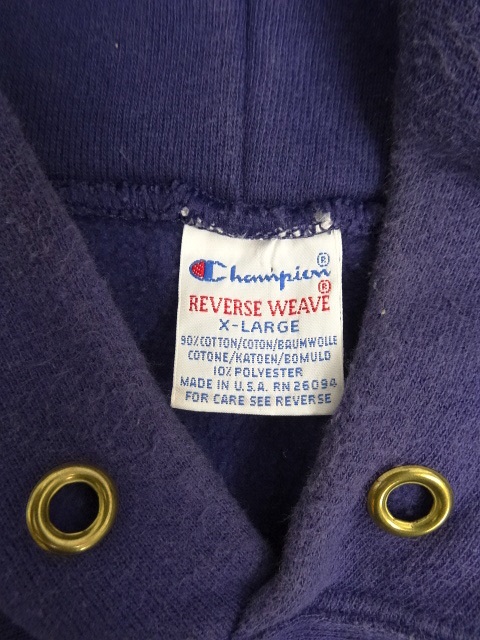 Champion®
REVERSE WEAVE®
X-LARGE
90% COTTON/COTON/BAUMWOLLE
COTONE/KATOEN/BOMULD
10% POLYESTER
MADE IN U.S.A. RN 26094
FOR CARE SEE REVERSE